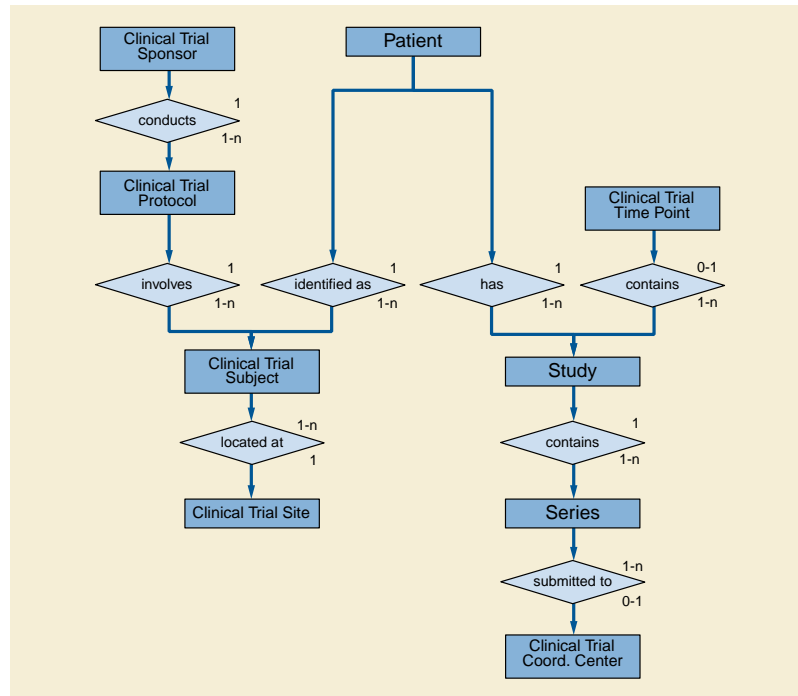 Clinical Trial
Sponsor
Patient
1
conducts
1-n
Clinical Trial
Protocol
Clinical Trial
Time Point
1
involves
1-n
1
identified as
1-n
1
has
1-n
0-1
contains
1-n
Clinical Trial
Subject
Study
1-n
located at
1
1
contains
1-n
Clinical Trial Site
Series
1-n
submitted to
0-1
Clinical Trial
Coord. Center